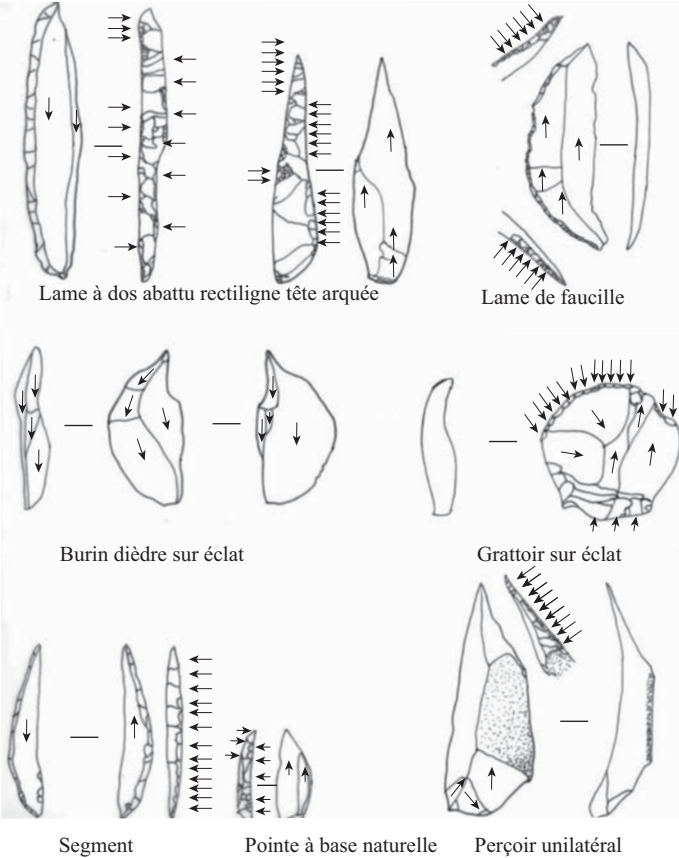 Lame à dos abattu rectiligne tête arquée
Lame de faucille
Burin dièdre sur éclat
Grattoir sur éclat
Segment
Pointe à base naturelle
Perçoir unilatéral